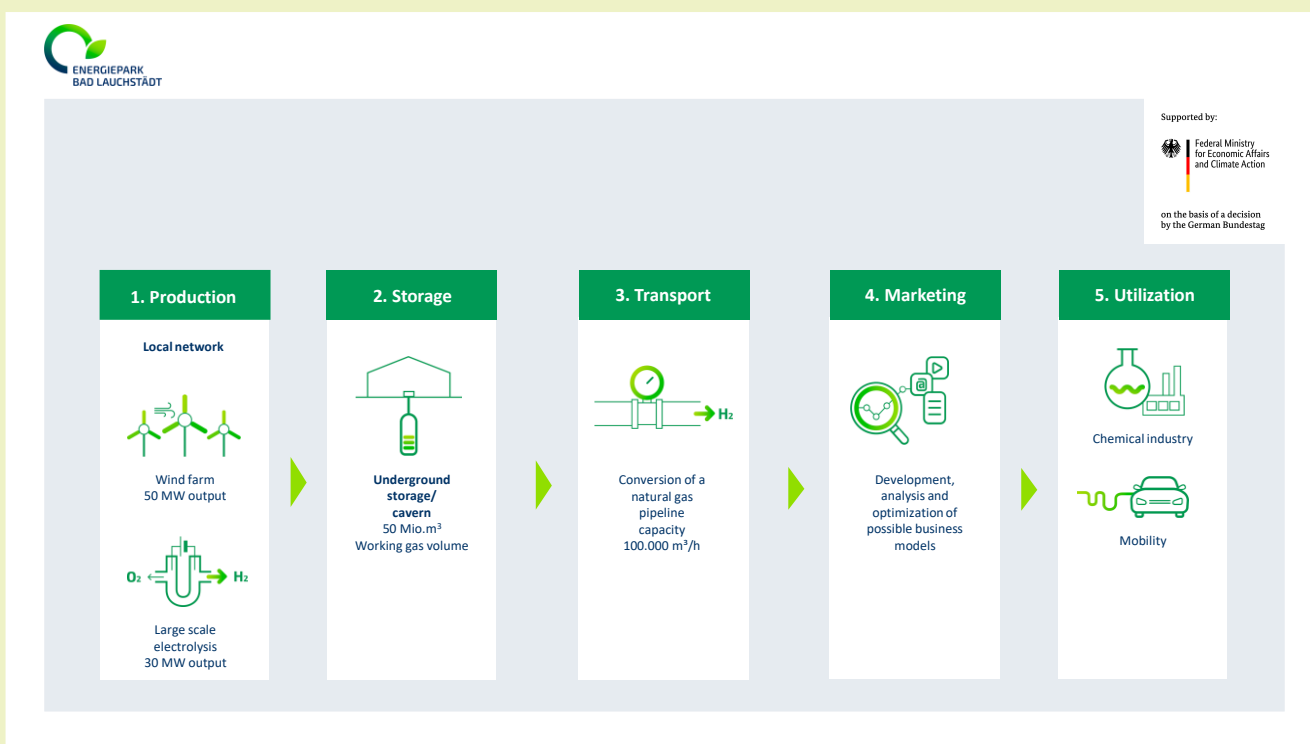 ENERGIEPARK
BAD LAUCHSTÄDT
Supported by:
Federal Ministry
for Economic Affairs
and Climate Action
on the basis of a decision
by the German Bundestag
1. Production
Local network
Wind farm
50 MW output
O₂
H₂
Large scale
electrolysis
30 MW output
2. Storage
Underground
storage/
cavern
50 Mio.m³
Working gas volume
3. Transport
H₂
Conversion of a
natural gas
pipeline
capacity
100.000 m³/h
4. Marketing
@
Development,
analysis and
optimization of
possible business
models
5. Utilization
Chemical industry
Mobility